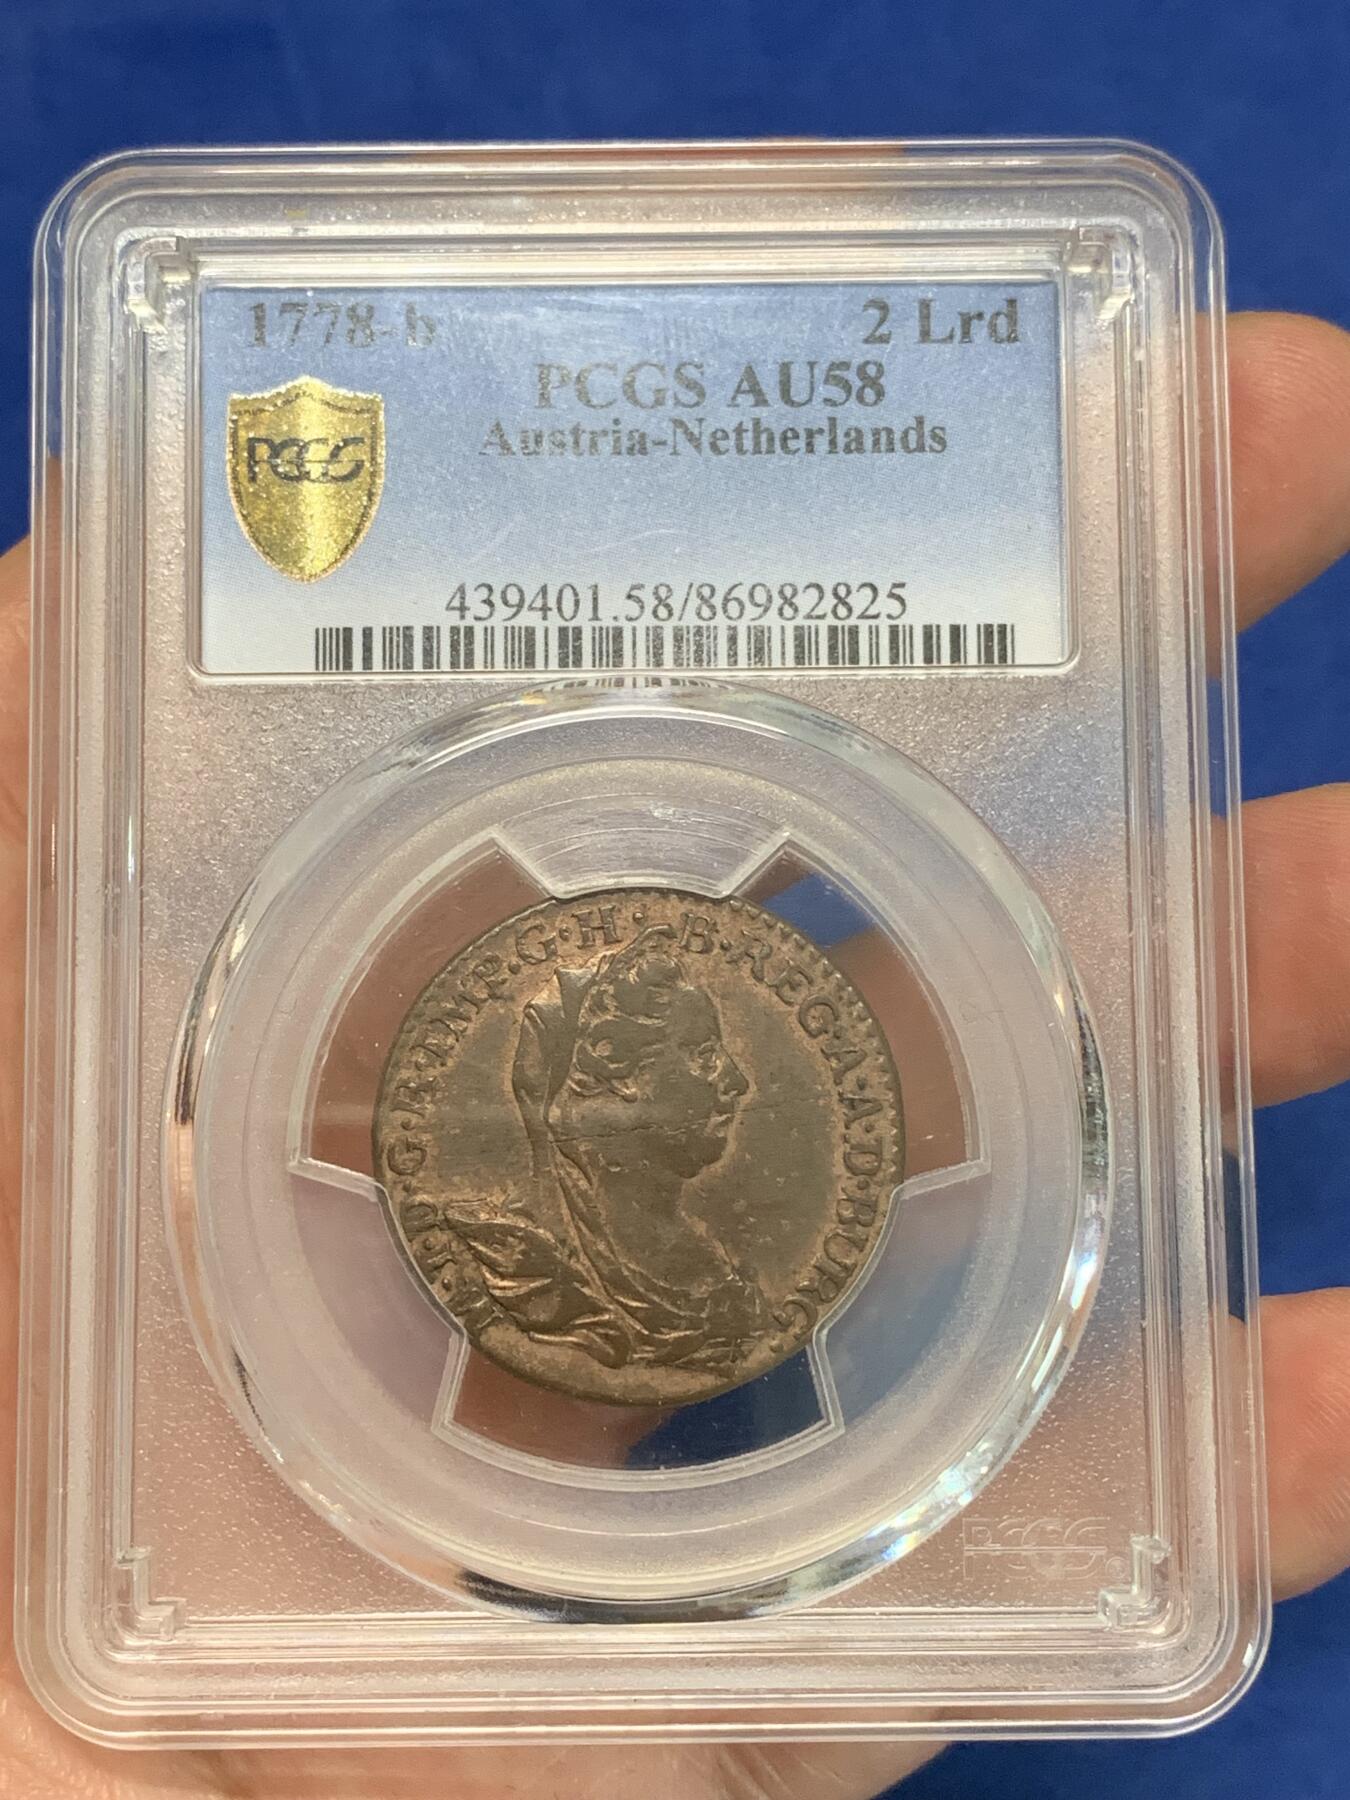 1778-b 2 Lrd
PCGS AU58
Austria-Netherlands
PCGS
439401.58/86982825
M·T·D·G·R·IMP·G·H·B·REG·A·A·D·BURG·
PCGS